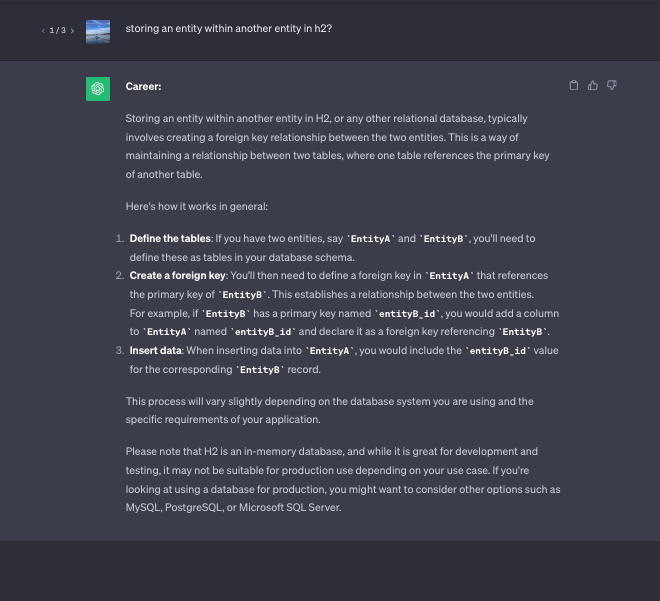 < 1 / 3 >
storing an entity within another entity in h2?
Career:
Storing an entity within another entity in H2, or any other relational database, typically
involves creating a foreign key relationship between the two entities. This is a way of
maintaining a relationship between two tables, where one table references the primary key
of another table.
Here's how it works in general:
1. Define the tables: If you have two entities, say `EntityA` and `EntityB`, you'll need to
define these as tables in your database schema.
2. Create a foreign key: You'll then need to define a foreign key in `EntityA` that references
the primary key of `EntityB`. This establishes a relationship between the two entities.
For example, if `EntityB` has a primary key named `entityB_id`, you would add a column
to `EntityA` named `entityB_id` and declare it as a foreign key referencing `EntityB`.
3. Insert data: When inserting data into `EntityA`, you would include the `entityB_id` value
for the corresponding `EntityB` record.
This process will vary slightly depending on the database system you are using and the
specific requirements of your application.
Please note that H2 is an in-memory database, and while it is great for development and
testing, it may not be suitable for production use depending on your use case. If you're
looking at using a database for production, you might want to consider other options such as
MySQL, PostgreSQL, or Microsoft SQL Server.